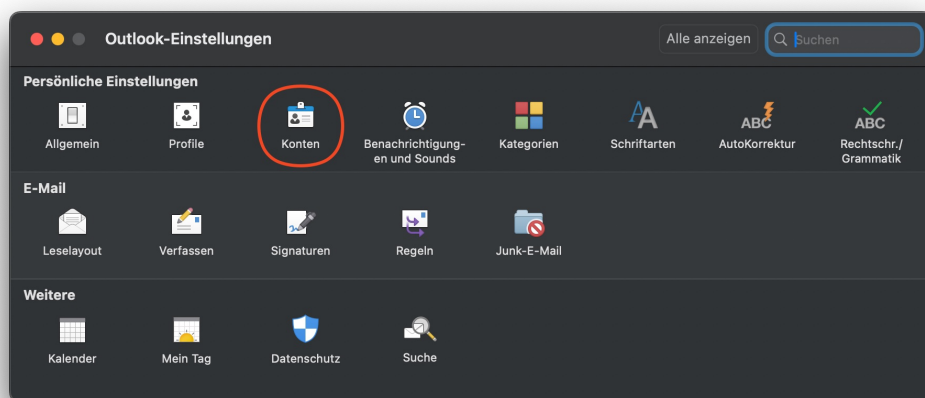 Outlook-Einstellungen
Alle anzeigen
Suchen
Persönliche Einstellungen
Allgemein
Profile
Konten
Benachrichtigung-
en und Sounds
Kategorien
Schriftarten
AutoKorrektur
Rechtschr./
Grammatik
E-Mail
Leselayout
Verfassen
Signaturen
Regeln
Junk-E-Mail
Weitere
Kalender
Mein Tag
Datenschutz
Suche